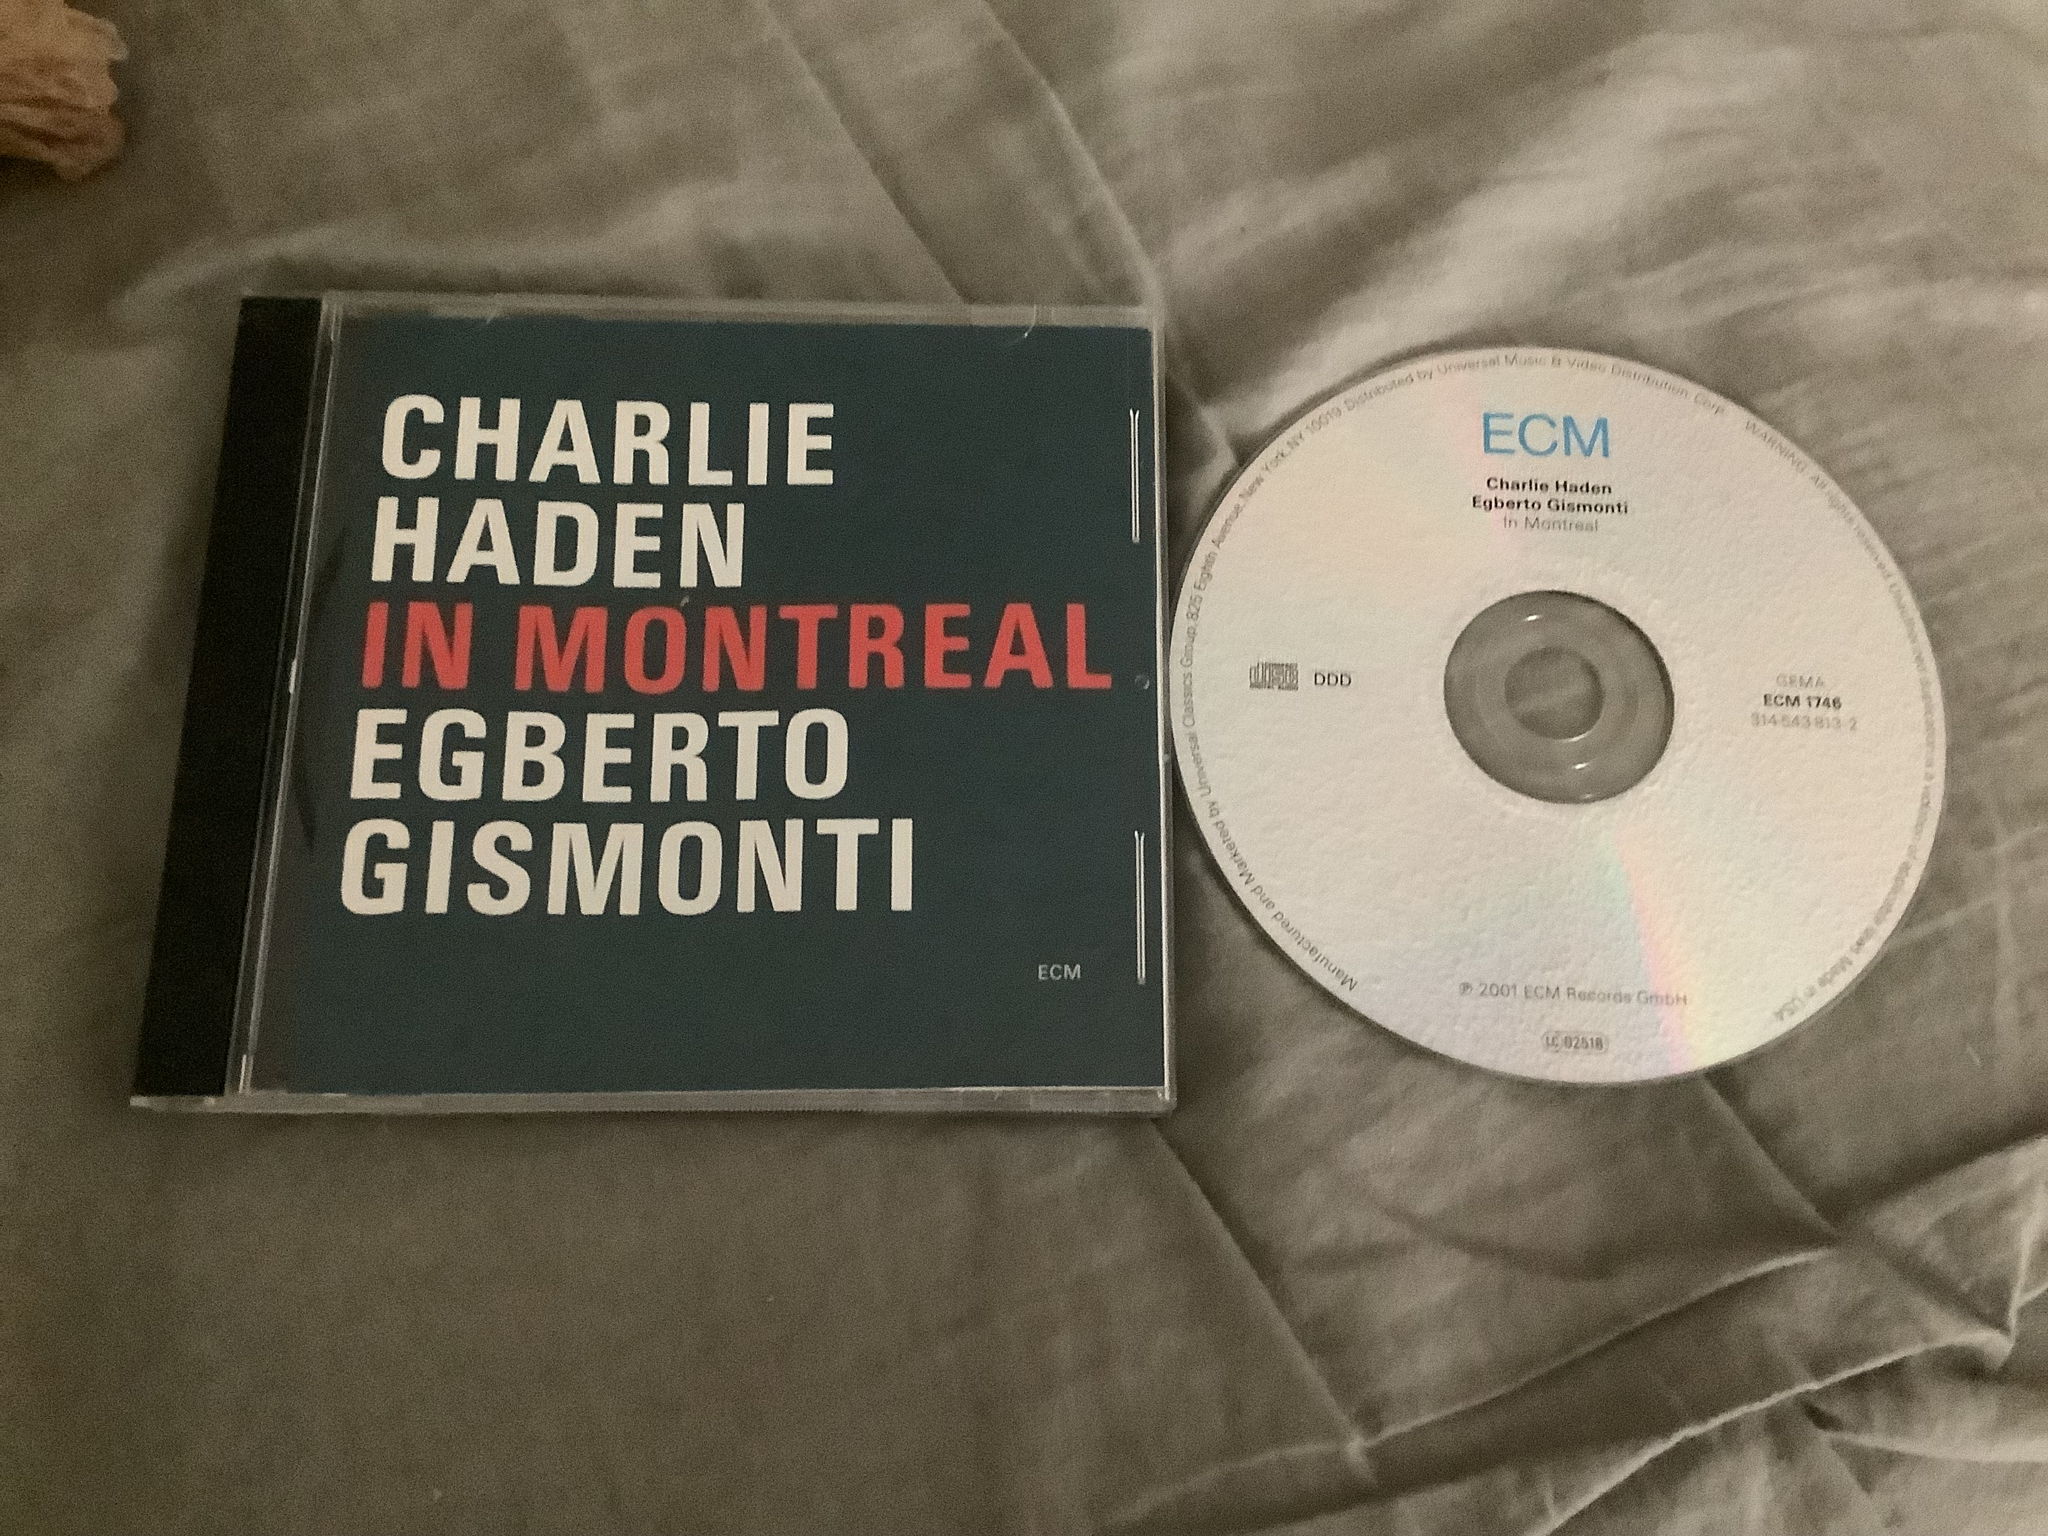 CHARLIE
HADEN
IN MONTREAL
EGBERTO
GISMONTI
ECM
ECM
Charlie Haden
Egberto Gismonti
In Montreal
DDD
GEMA
ECM 1746
314 543 813-2
℗ 2001 ECM Records GmbH
LC 02518
Manufactured and Marketed by Universal Classics Group, 825 Eighth Avenue, New York, NY 10019 Distributed by Universal Music & Video Distribution, Corp. WARNING: All rights reserved. Unauthorized duplication is a violation of applicable laws. Made in USA